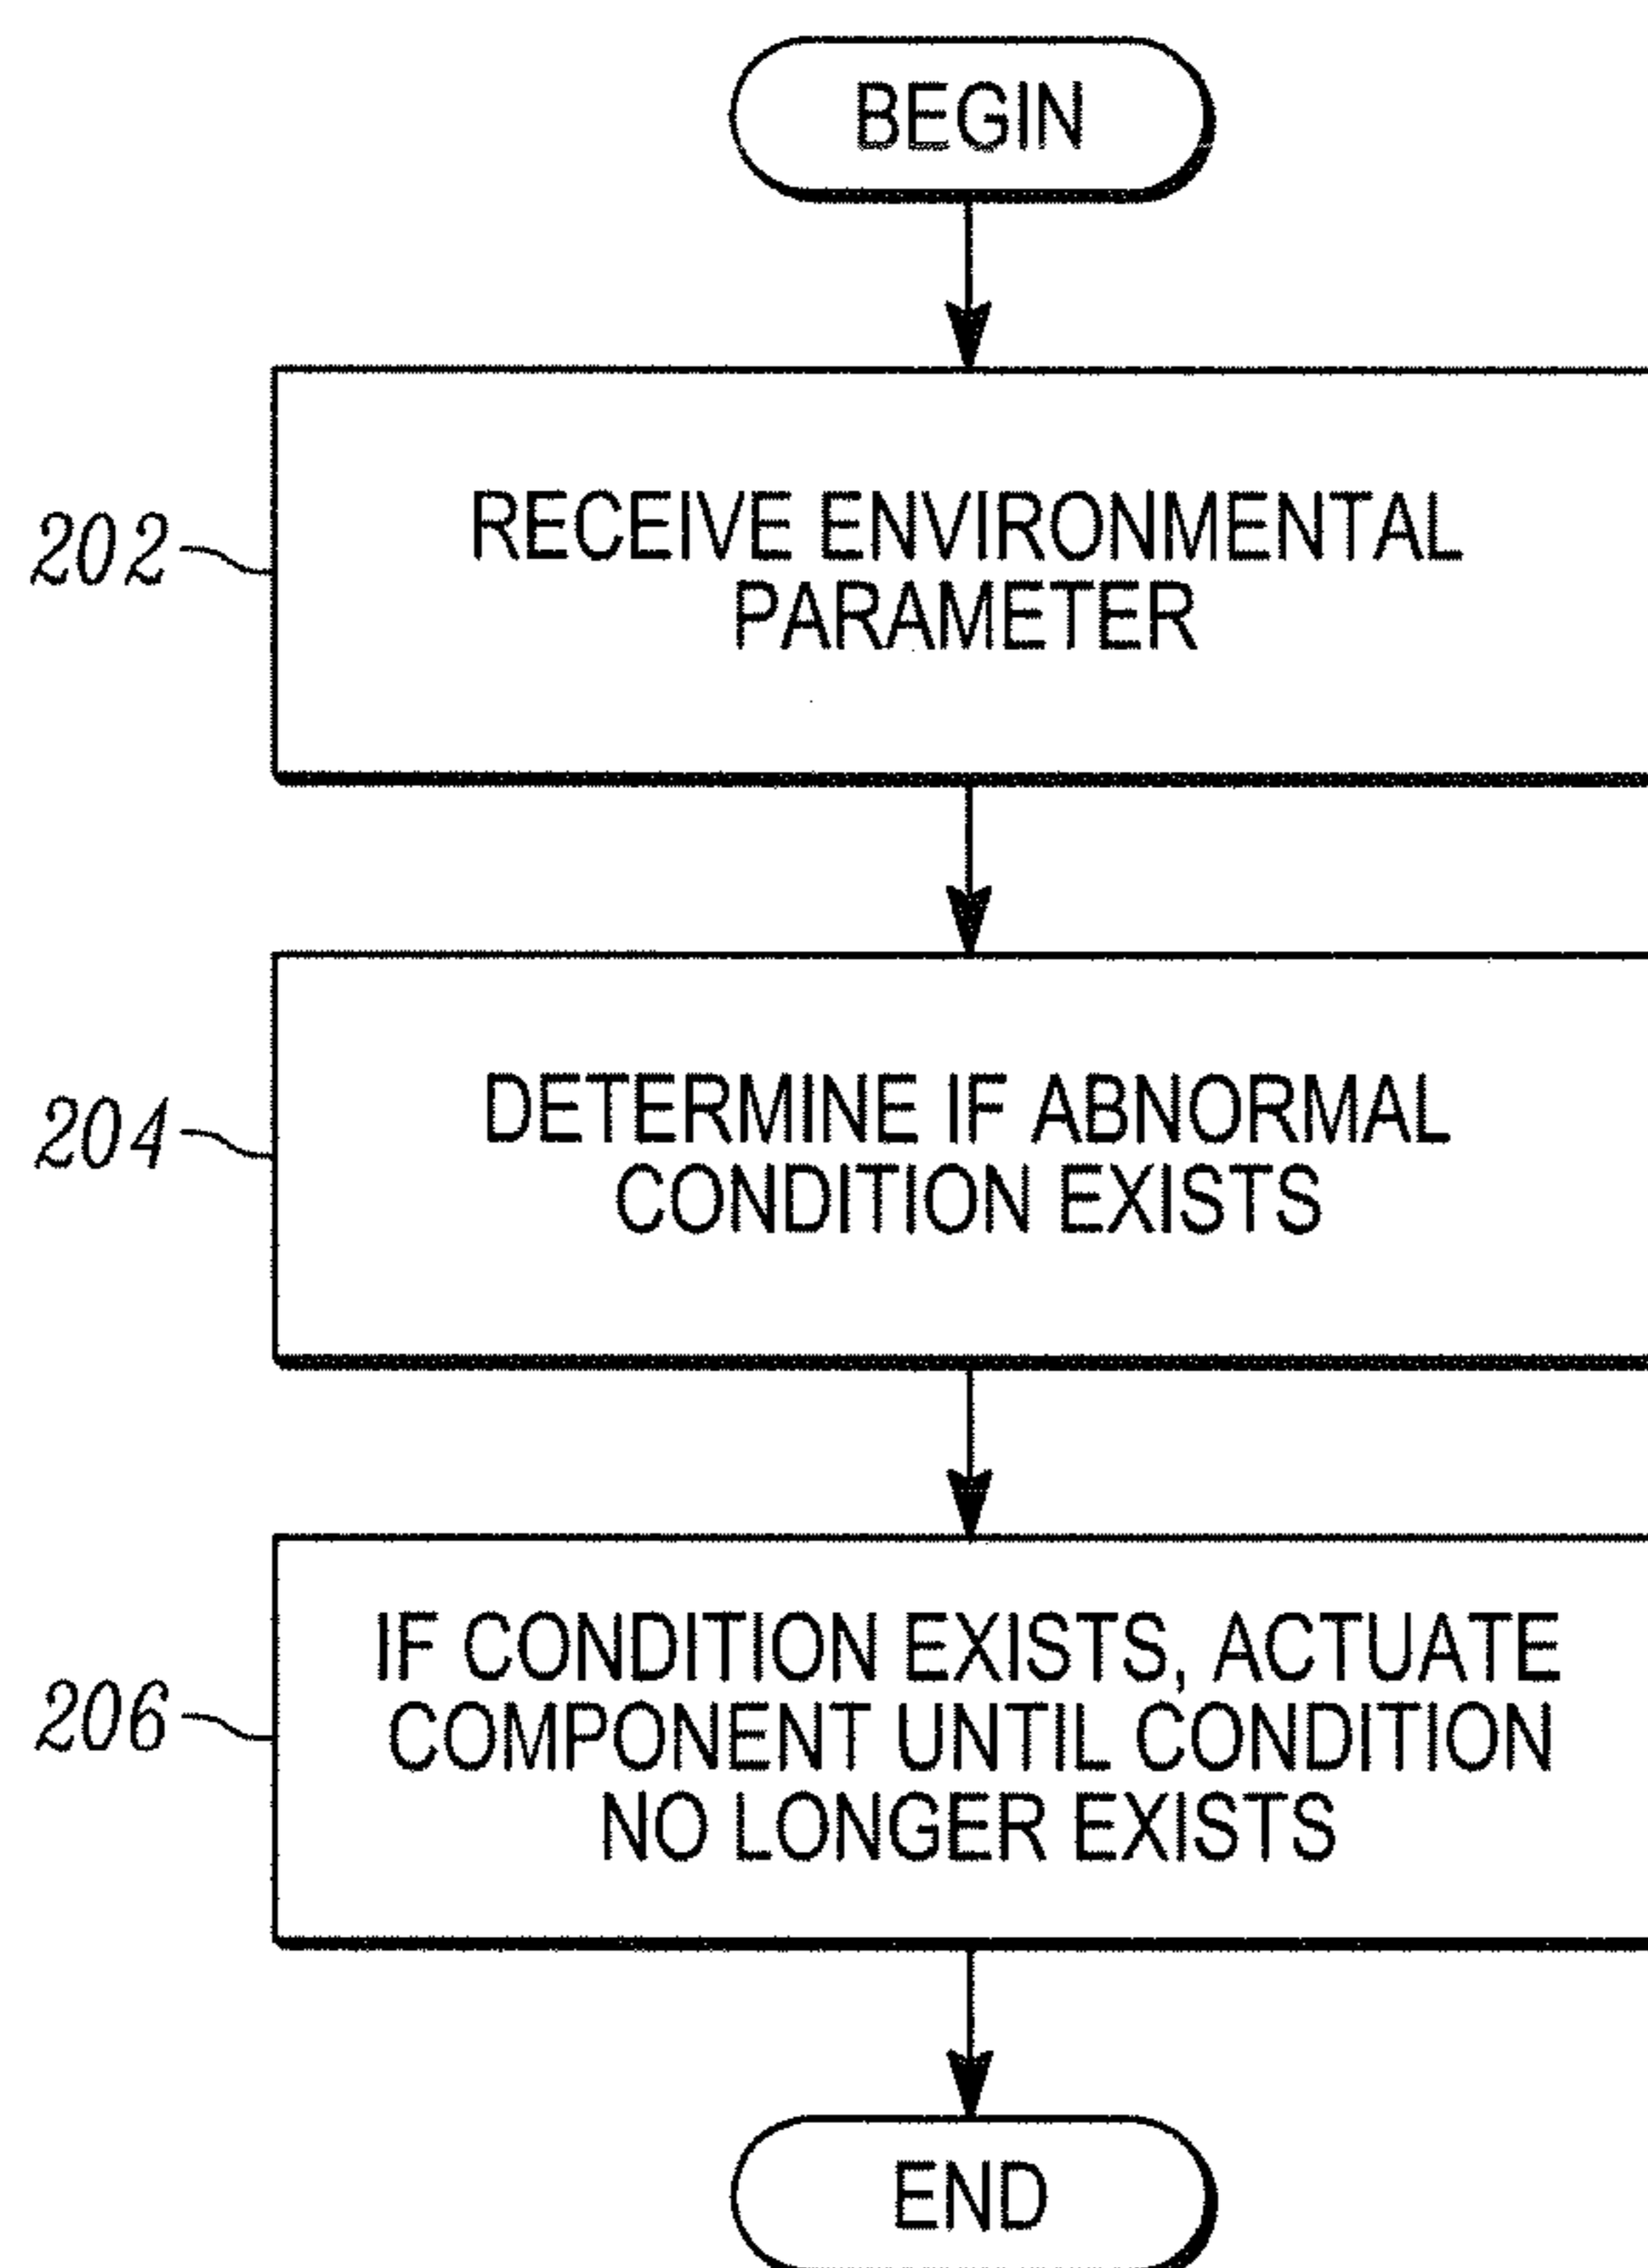 BEGIN
202
RECEIVE ENVIRONMENTAL
PARAMETER
204
DETERMINE IF ABNORMAL
CONDITION EXISTS
206
IF CONDITION EXISTS, ACTUATE
COMPONENT UNTIL CONDITION
NO LONGER EXISTS
END